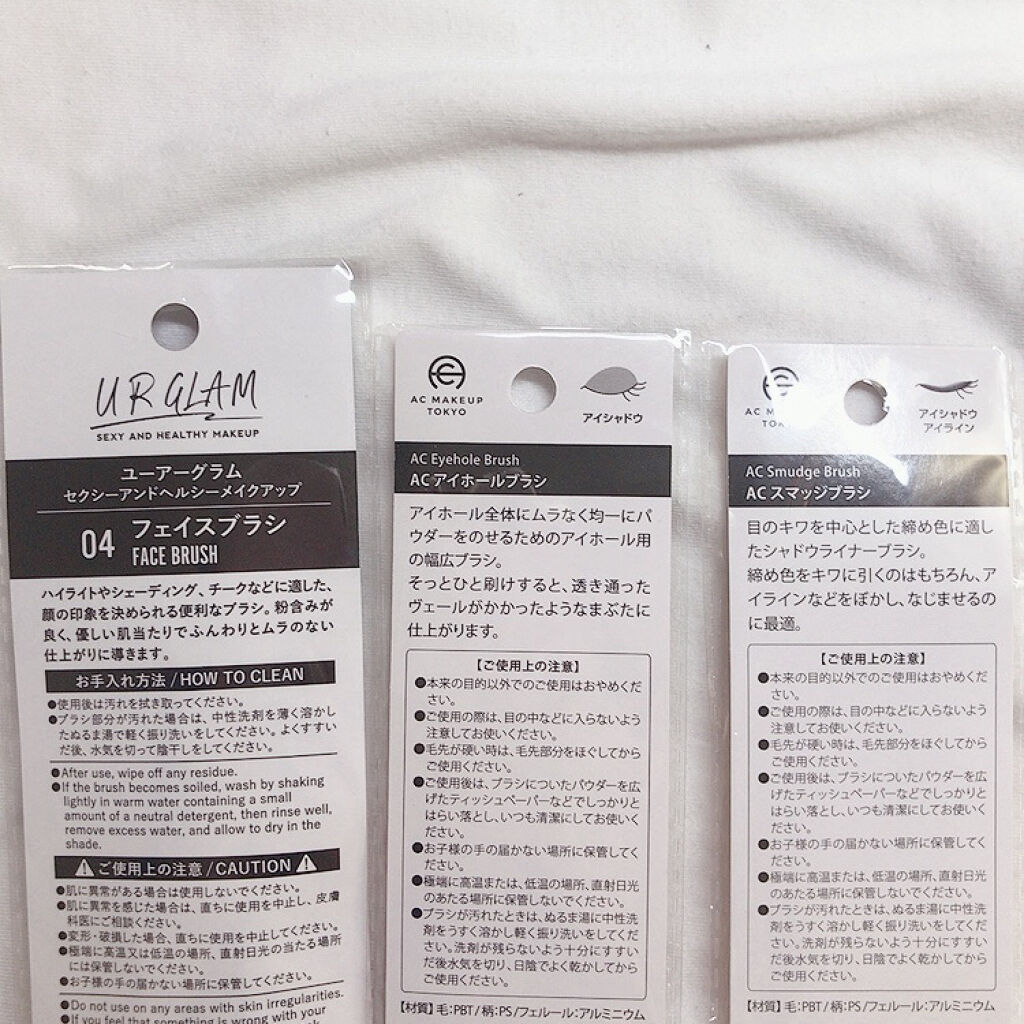 URGLAM
SEXY AND HEALTHY MAKEUP
ユーアーグラム
セクシーアンドヘルシーメイクアップ
04 フェイスブラシ
FACE BRUSH
ハイライトやシェーディング、チークなどに適した、
顔の印象を決められる便利なブラシ。粉含みが
良く、優しい肌当たりでふんわりとムラのない
仕上がりに導きます。
お手入れ方法/HOW TO CLEAN
●使用後は汚れを拭き取ってください。
●ブラシ部分が汚れた場合は、中性洗剤を薄く溶かし
たぬるま湯で軽く振り洗いをしてください。よくすすい
だ後、水気を切って陰干しをしてください。
●After use, wipe off any residue.
●If the brush becomes soiled, wash by shaking
lightly in warm water containing a small
amount of a neutral detergent, then rinse well,
remove excess water, and allow to dry in the
shade.
⚠ご使用上の注意/CAUTION⚠
●肌に異常がある場合は使用しないでください。
●肌に異常を感じた場合は、直ちに使用を中止し、皮膚
科医にご相談ください。
●変形・破損した場合、直ちに使用を中止してください。
●極端に高温又は低温の場所、直射日光の当たる場所
には保管しないでください。
●お子様の手の届かない場所に保管してください。
●Do not use on any areas with skin irregularities.
●If you feel that something is wrong with your
AC MAKEUP
TOKYO
アイシャドウ
AC Eyehole Brush
AC アイホールブラシ
アイホール全体にムラなく均一にパ
ウダーをのせるためのアイホール用
の幅広ブラシ。
そっとひと刷けすると、透き通った
ヴェールがかかったようなまぶたに
仕上がります。
【ご使用上の注意】
●本来の目的以外でのご使用はおやめくだ
さい。
●ご使用の際は、目の中などに入らないよう
注意してお使いください。
●毛先が硬い時は、毛先部分をほぐしてから
ご使用ください。
●ご使用後は、ブラシについたパウダーを広
げたティッシュペーパーなどでしっかりと
はらい落とし、いつも清潔にしてお使いく
ださい。
●お子様の手の届かない場所に保管してく
ださい。
●極端に高温または、低温の場所、直射日光
のあたる場所に保管しないでください。
●ブラシが汚れたときは、ぬるま湯に中性洗
剤をうすく溶かし軽く振り洗いをしてくだ
さい。洗剤が残らないよう十分にすすい
だ後水気を切り、日陰でよく乾かしてから
ご使用ください。
【材質】毛:PBT/柄:PS/フェルール:アルミニウム
AC M
アイシャドウ
アイライン
AC Smudge Brush
AC スマッジブラシ
目のキワを中心とした締め色に適し
たシャドウライナーブラシ。
締め色をキワに引くのはもちろん、ア
イラインなどをぼかし、なじませるの
に最適。
【ご使用上の注意】
●本来の目的以外でのご使用はおやめくだ
さい。
●ご使用の際は、目の中などに入らないよう
注意してお使いください。
●毛先が硬い時は、毛先部分をほぐしてから
ご使用ください。
●ご使用後は、ブラシについたパウダーを広
げたティッシュペーパーなどでしっかりと
はらい落とし、いつも清潔にしてお使いく
ださい。
●お子様の手の届かない場所に保管してく
ださい。
●極端に高温または、低温の場所、直射日光
のあたる場所に保管しないでください。
●ブラシが汚れたときは、ぬるま湯に中性洗
剤をうすく溶かし軽く振り洗いをしてくだ
さい。洗剤が残らないよう十分にすすい
だ後水気を切り、日陰でよく乾かしてから
ご使用ください。
【材質】毛:PBT/柄:PS/フェルール:アルミニウム